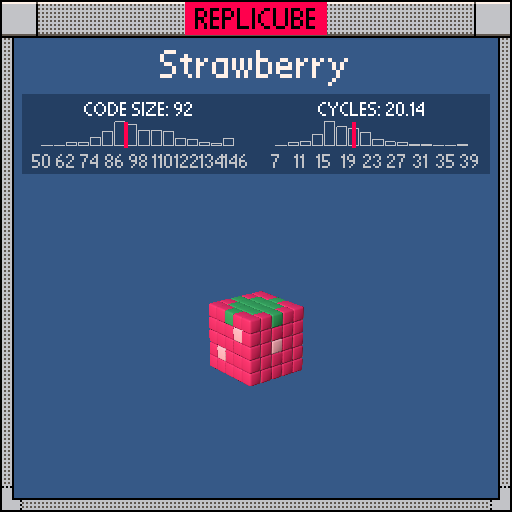 REPLICUBE
Strawberry
CODE SIZE: 92 CYCLES: 20.14
50 62 74 86 98 110122134146 7 11 15 19 23 27 31 35 39